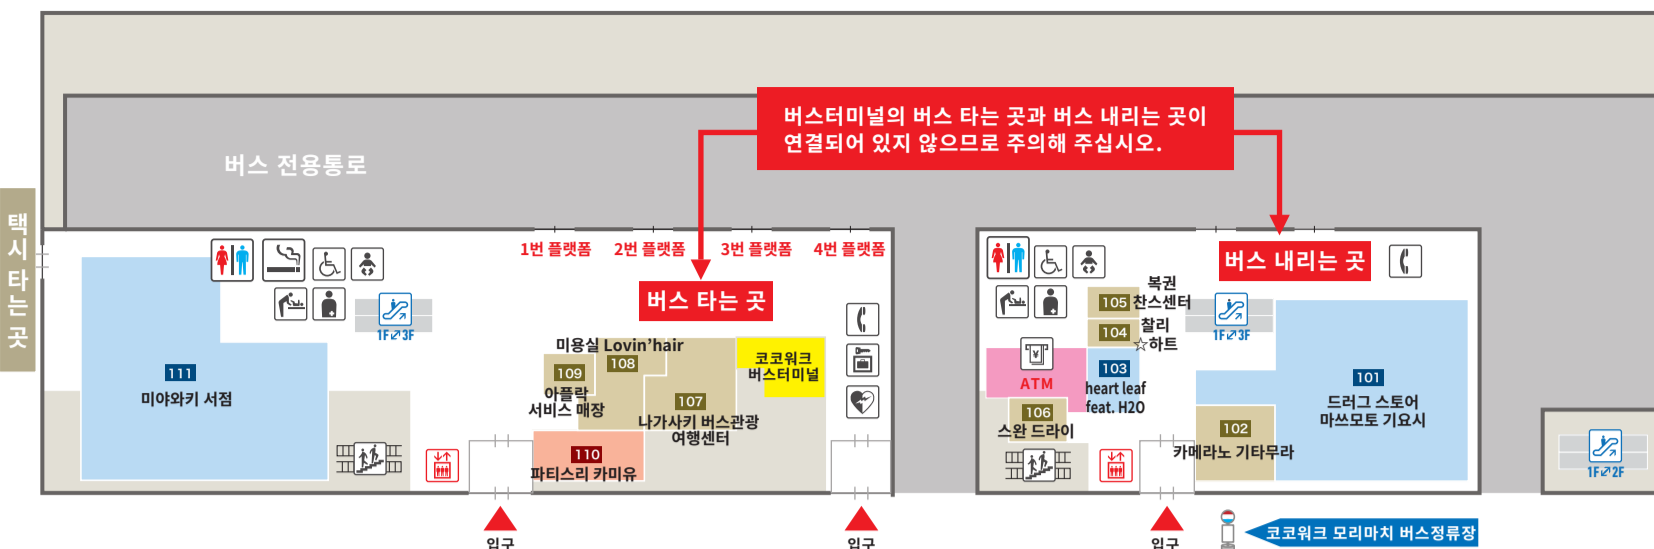 버스터미널의 버스 타는 곳과 버스 내리는 곳이
연결되어 있지 않으므로 주의해 주십시오.
버스 전용통로
택시 타는 곳
1번 플랫폼
2번 플랫폼
3번 플랫폼
4번 플랫폼
버스 타는 곳
버스 내리는 곳
1F⇄3F
111
미야와키 서점
미용실 Lovin’hair
108
109
아플락
서비스 매장
107
나가사키 버스관광
여행센터
코코워크
버스터미널
110
파티스리 카미유
복권
105
찬스센터
찰리
104
☆하트
ATM
103
heart leaf
feat. H2O
106
스완 드라이
1F⇄3F
101
드러그 스토어
마쓰모토 기요시
102
카메라노 기타무라
1F⇄2F
입구
입구
입구
코코워크 모리마치 버스정류장